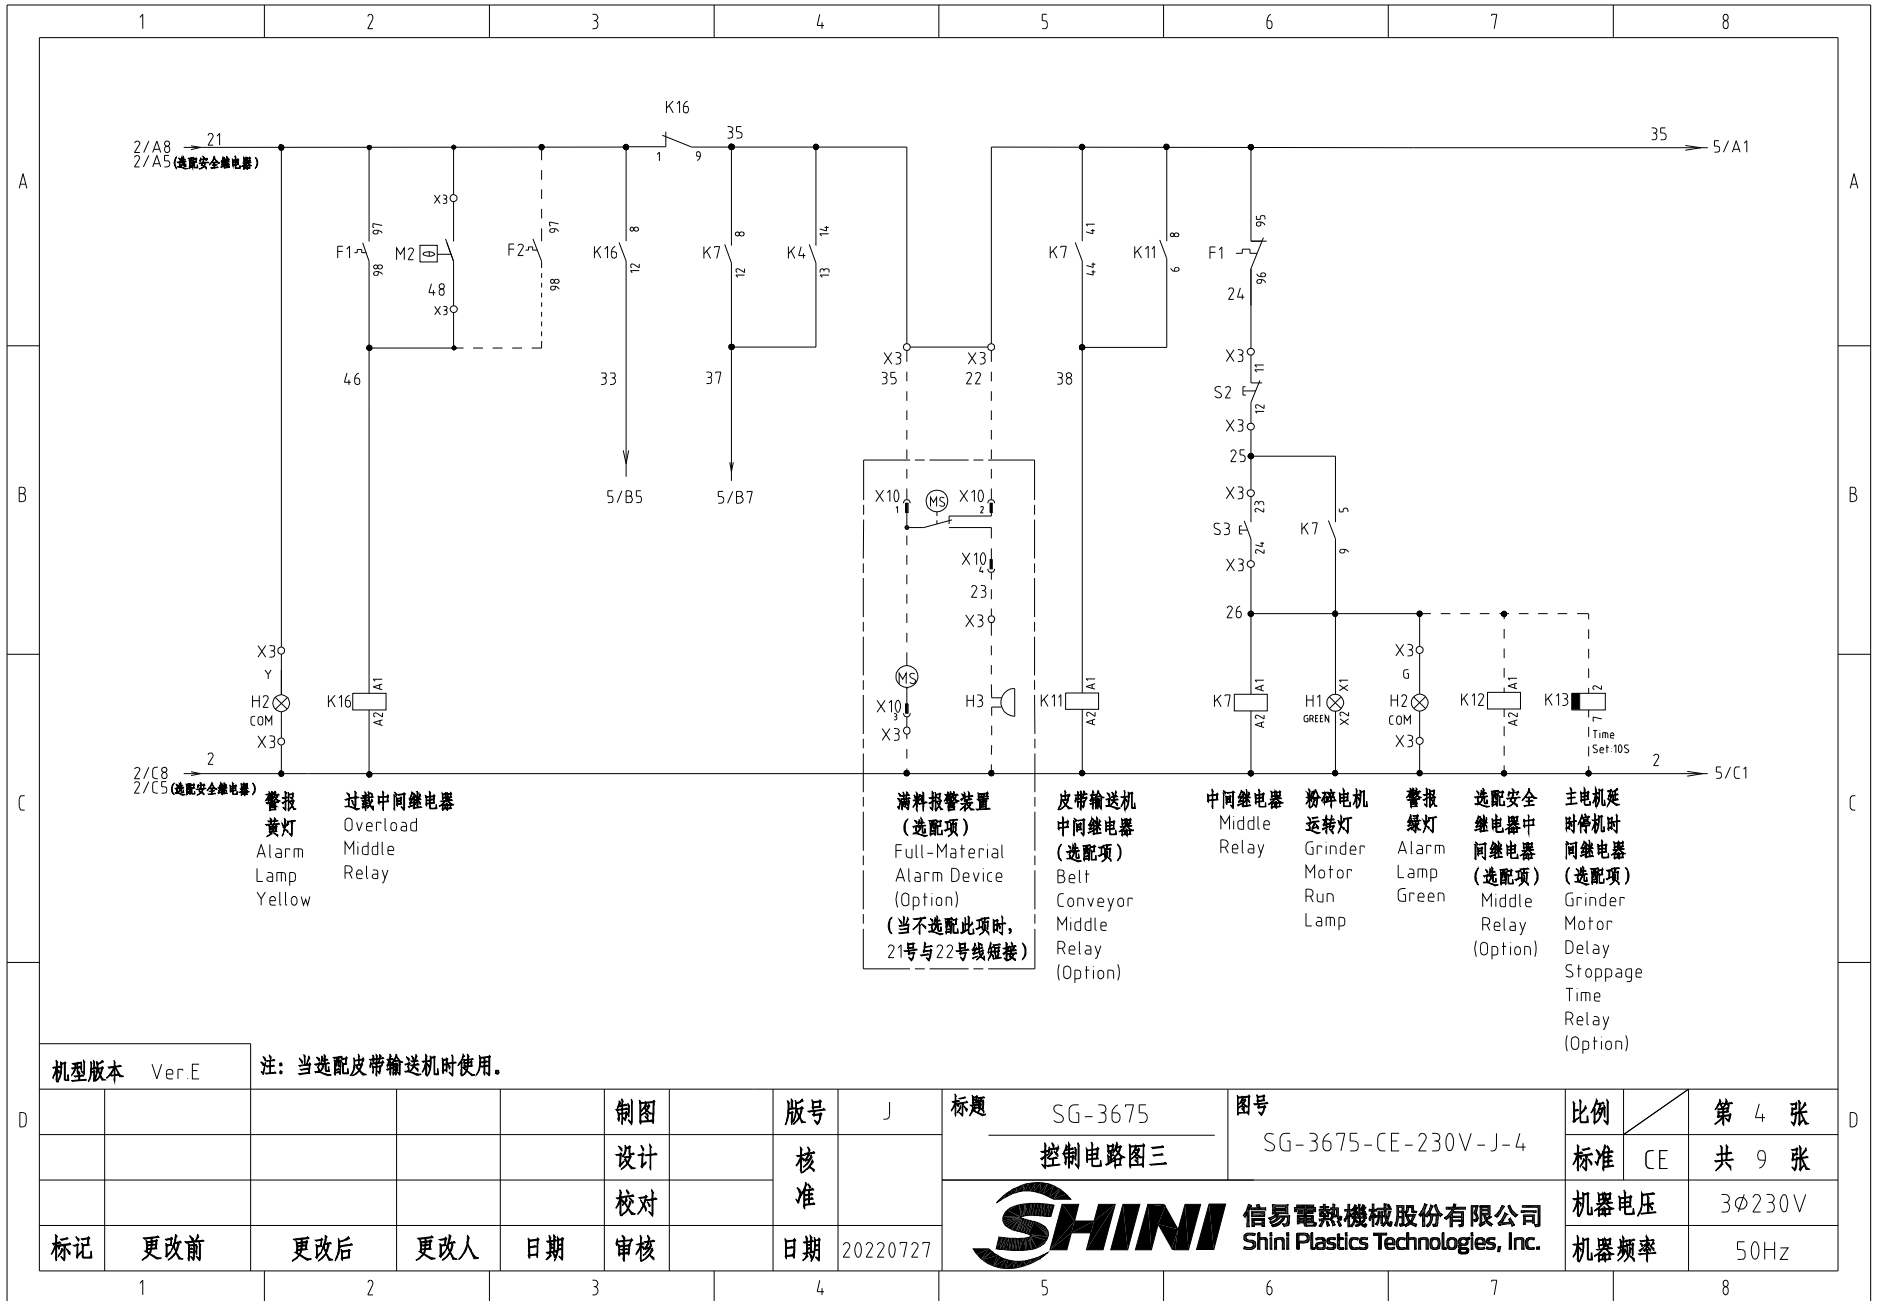 1 2 3 4 5 6 7 8
A A
B B
C C
D D
K16
2/A8 21
2/A5(选配安全继电器)
1 9
35
35
5/A1
X3
F1 97 98
M2 θ
48
X3
F2 97 98
K16 8 12
K7 8 12
K4 14 13
K7 41 44
K11 8 6
F1 95 96
24
46
33
37
X3 35
X3 22
38
X3
S2 11 12
X3
25
5/B5
5/B7
X10 1
MS
X10 2
X3
S3 23 24
X3
K7 5 9
X10 4
23
X3
26
X3
Y
H2
COM
X3
K16 A1 A2
MS
X10 3
X3
H3
K11 A1 A2
K7 A1 A2
H1 X1 X2
GREEN
X3
G
H2
COM
X3
K12 A1 A2
K13 2 7
Time
Set:10S
2/C8 2
2/C5(选配安全继电器)
2
5/C1
警报
黄灯
Alarm
Lamp
Yellow
过载中间继电器
Overload
Middle
Relay
满料报警装置
(选配项)
Full-Material
Alarm Device
(Option)
(当不选配此项时,
21号与22号线短接)
皮带输送机
中间继电器
(选配项)
Belt
Conveyor
Middle
Relay
(Option)
中间继电器
Middle
Relay
粉碎电机
运转灯
Grinder
Motor
Run
Lamp
警报
绿灯
Alarm
Lamp
Green
选配安全
继电器中
间继电器
(选配项)
Middle
Relay
(Option)
主电机延
时停机时
间继电器
(选配项)
Grinder
Motor
Delay
Stoppage
Time
Relay
(Option)
机型版本 Ver.E
注: 当选配皮带输送机时使用.
制图
设计
校对
标记 更改前 更改后 更改人 日期 审核
版号 J
核
准
日期 20220727
标题 SG-3675
控制电路图三
图号
SG-3675-CE-230V-J-4
比例 第 4 张
标准 CE 共 9 张
机器电压 3Φ230V
机器频率 50Hz
SHINI
信易電熱機械股份有限公司
Shini Plastics Technologies, Inc.
1 2 3 4 5 6 7 8